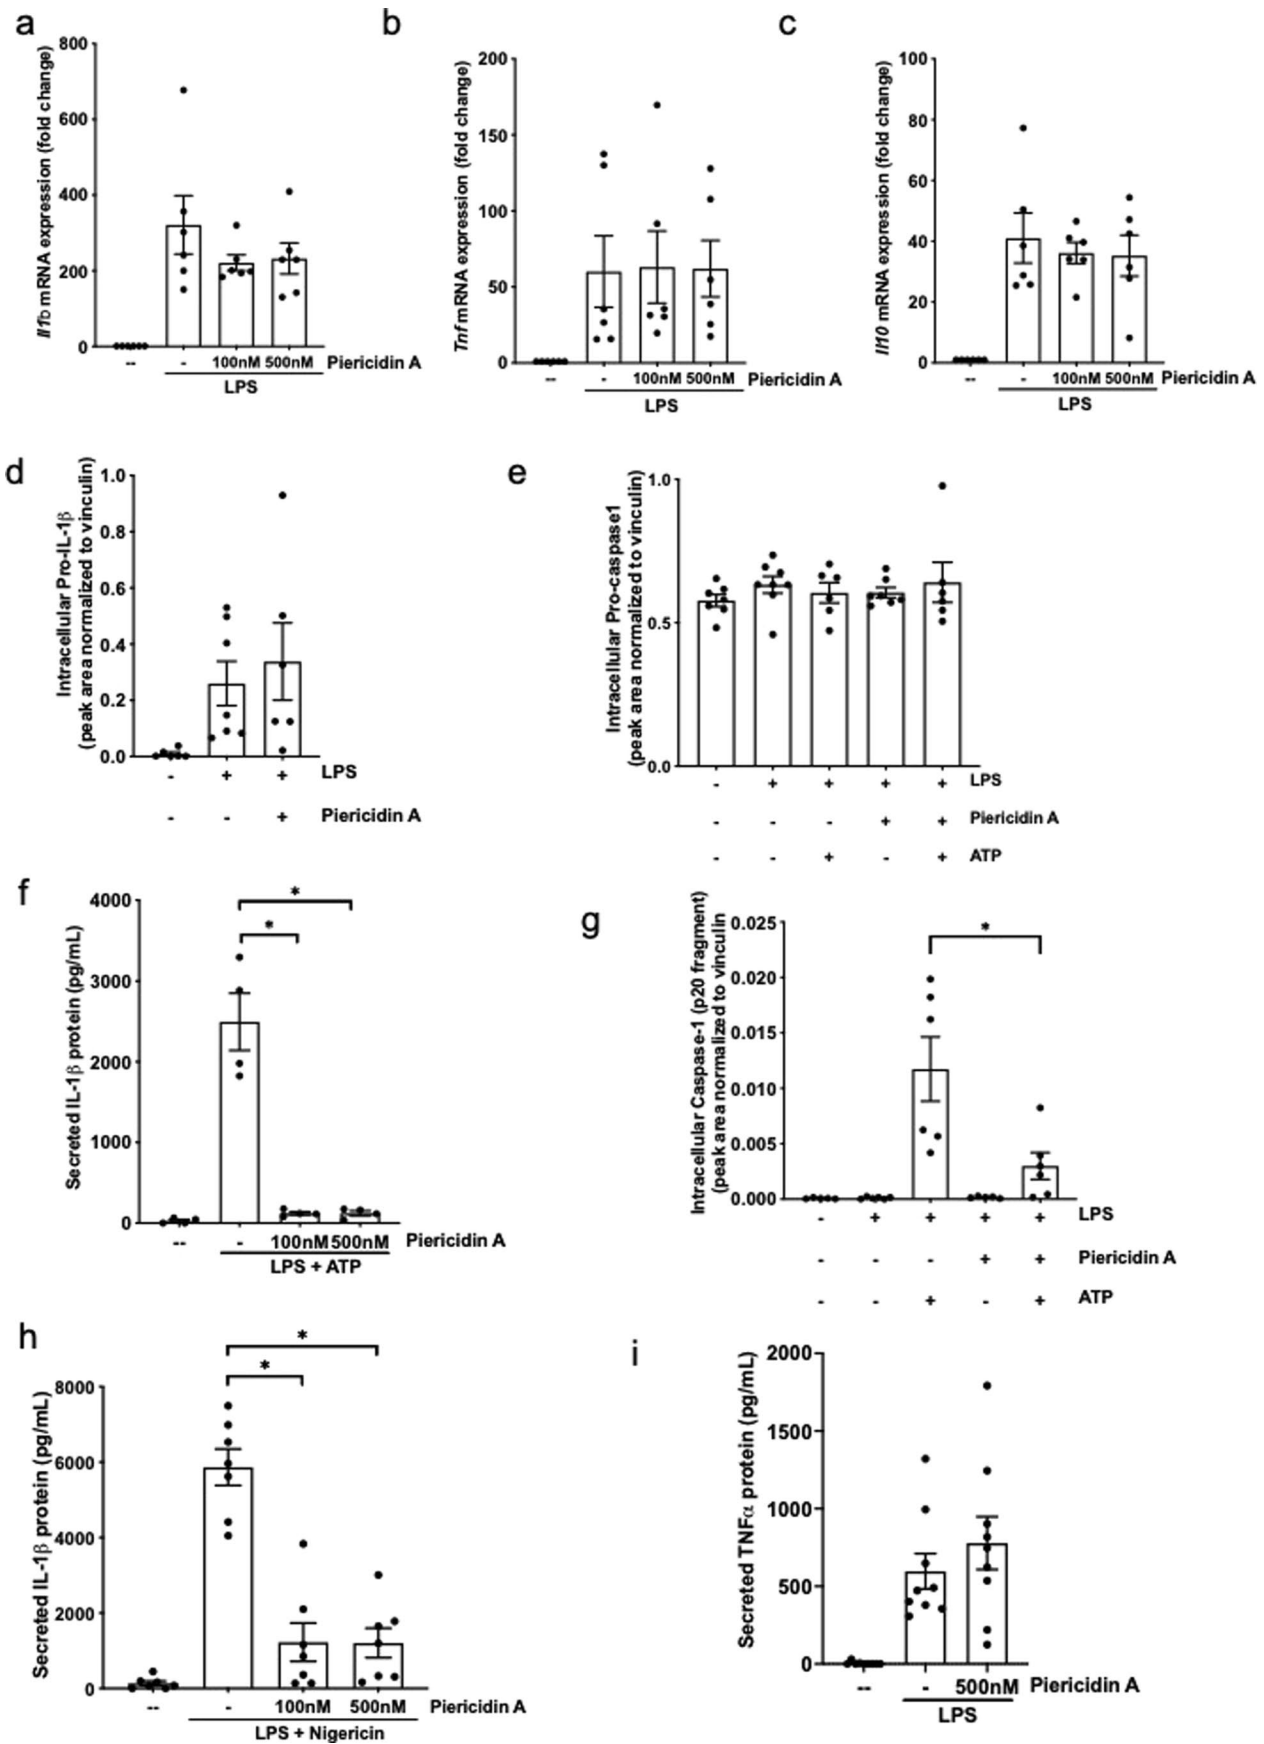 a
Il1b mRNA expression (fold change)
800
600
400
200
0
-- - 100nM 500nM Piericidin A
LPS
b
Tnf mRNA expression (fold change)
200
150
100
50
0
-- - 100nM 500nM Piericidin A
LPS
c
Il10 mRNA expression (fold change)
100
80
60
40
20
0
-- - 100nM 500nM Piericidin A
LPS
d
Intracellular Pro-IL-1β
(peak area normalized to vinculin)
1.0
0.8
0.6
0.4
0.2
0.0
- + + LPS
- - + Piericidin A
e
Intracellular Pro-caspase1
(peak area normalized to vinculin)
1.0
0.5
0.0
- + + + + LPS
- - - + + Piericidin A
- - + - + ATP
f
Secreted IL-1β protein (pg/mL)
4000
3000
2000
1000
0
*
*
-- - 100nM 500nM Piericidin A
LPS + ATP
g
Intracellular Caspase-1 (p20 fragment)
(peak area normalized to vinculin
0.025
0.020
0.015
0.010
0.005
0.000
*
- + + + + LPS
- - - + + Piericidin A
- - + - + ATP
h
Secreted IL-1β protein (pg/mL)
8000
6000
4000
2000
0
*
*
-- - 100nM 500nM Piericidin A
LPS + Nigericin
i
Secreted TNFα protein (pg/mL)
2000
1500
1000
500
0
-- - 500nM Piericidin A
LPS